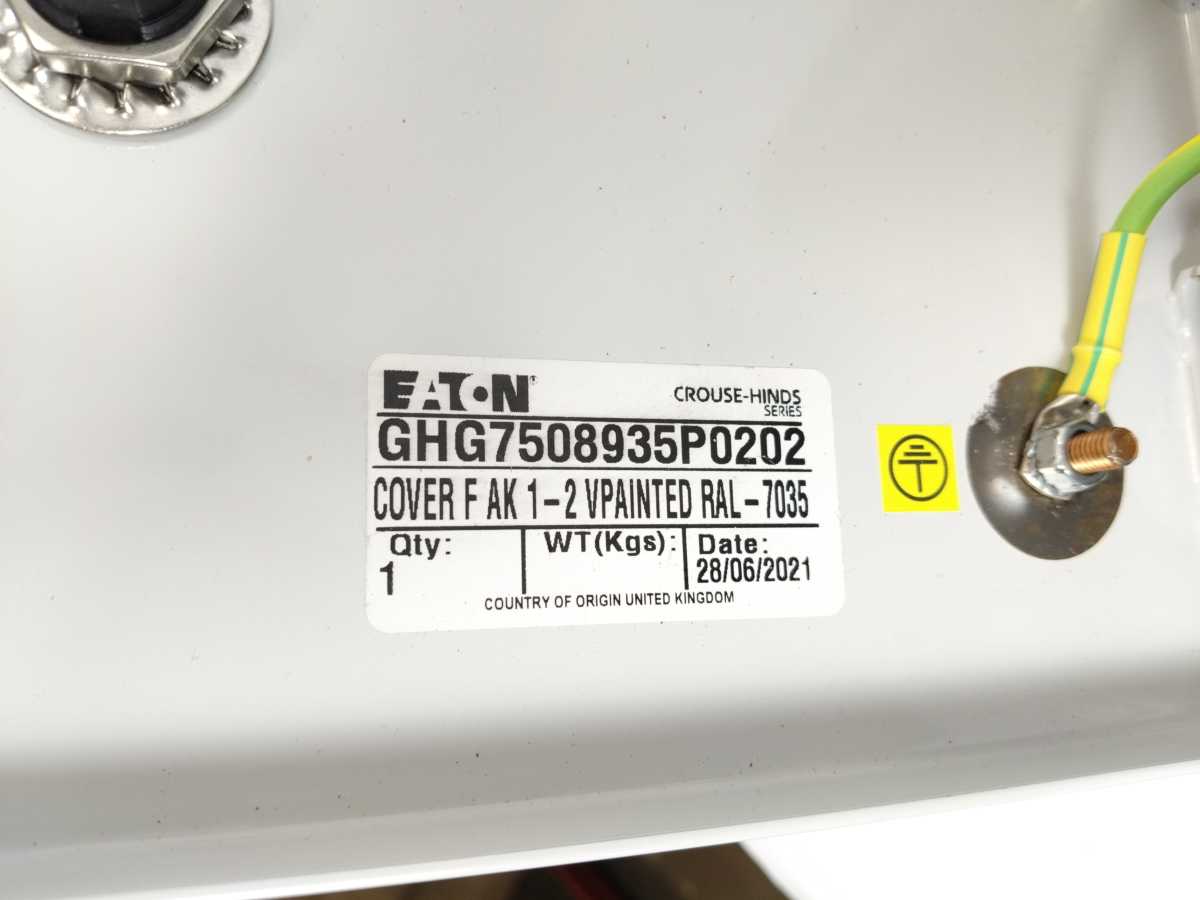 EATON
CROUSE-HINDS
SERIES
GHG7508935P0202
COVER F AK 1-2 VPAINTED RAL-7035
Qty: WT(Kgs): Date:
1 28/06/2021
COUNTRY OF ORIGIN UNITED KINGDOM